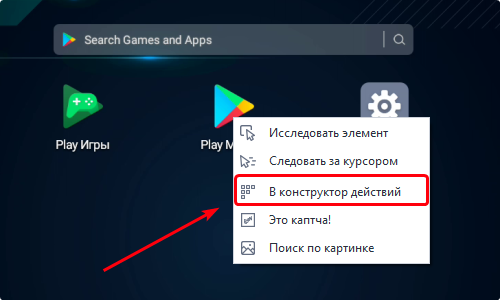 Search Games and Apps
Play Игры
Play М
Исследовать элемент
Следовать за курсором
В конструктор действий
Это каптча!
Поиск по картинке